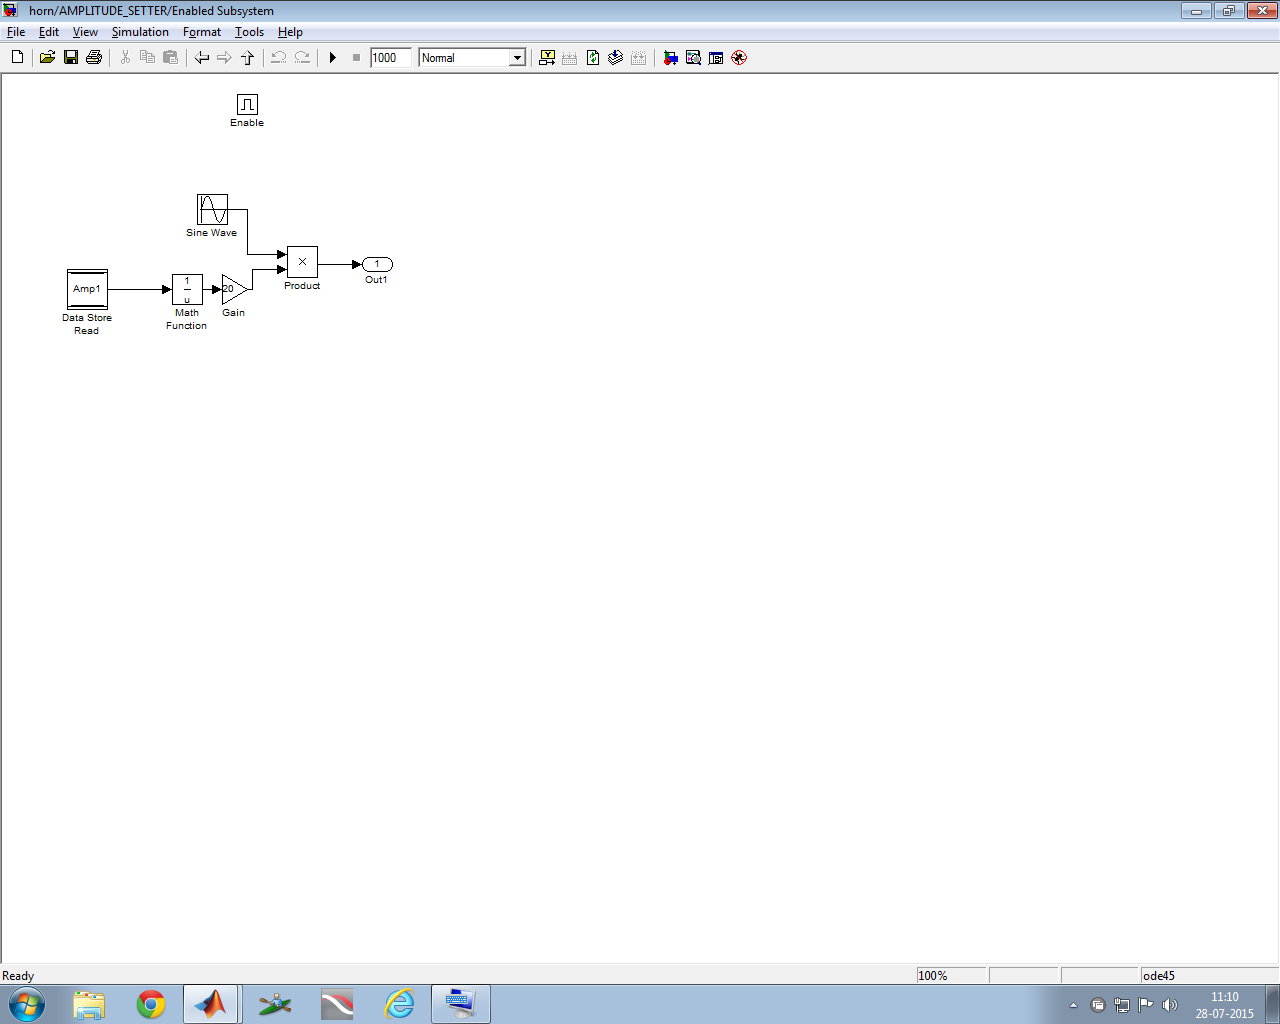 horn/AMPLITUDE_SETTER/Enabled Subsystem
File Edit View Simulation Format Tools Help
1000 Normal
Enable
Sine Wave
Amp1
Data Store
Read
1
u
Math
Function
20
Gain
×
Product
1
Out1
Ready 100% ode45
11:10
28-07-2015